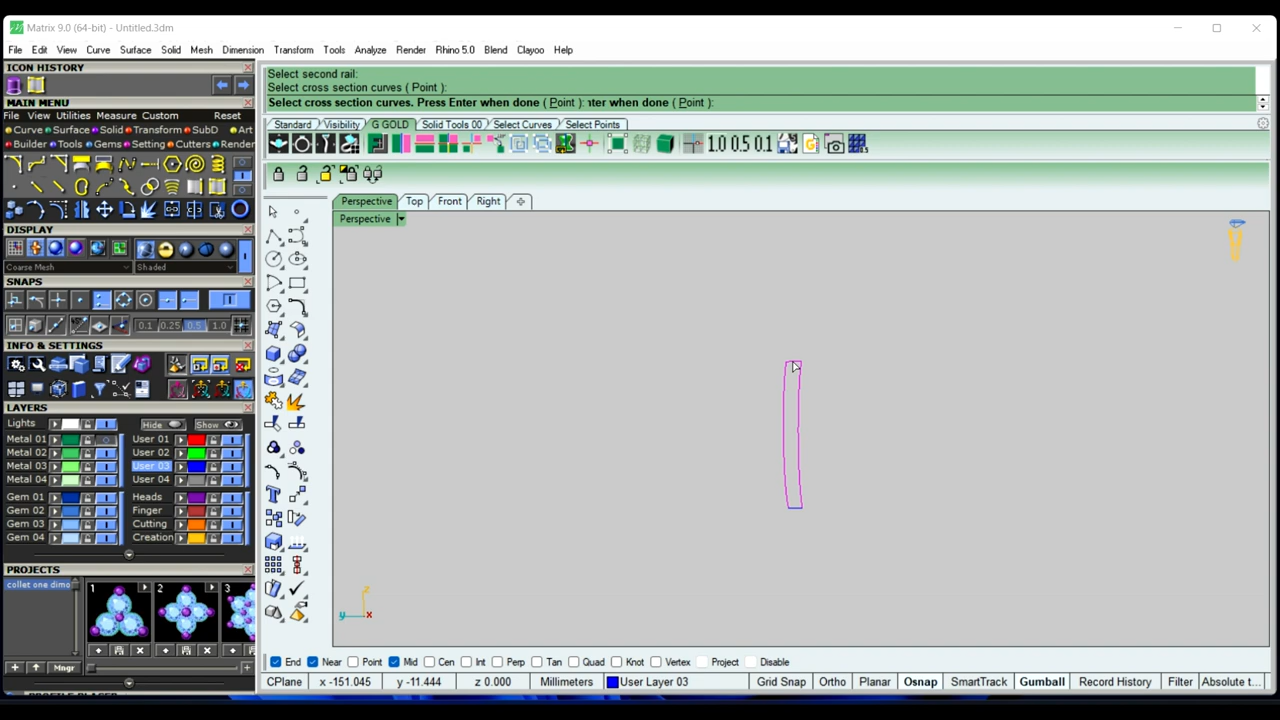 Matrix 9.0 (64-bit) - Untitled.3dm
File Edit View Curve Surface Solid Mesh Dimension Transform Tools Analyze Render Rhino 5.0 Blend Clayoo Help
ICON HISTORY
MAIN MENU
File View Utilities Measure Custom Reset
Curve Surface Solid Transform SubD Art
Builder Tools Gems Setting Cutters Render
DISPLAY
Coarse Mesh Shaded
SNAPS
0.1 0.25 0.5 1.0
INFO & SETTINGS
LAYERS
Lights Hide Show
Metal 01 User 01
Metal 02 User 02
Metal 03 User 03
Metal 04 User 04
Gem 01 Heads
Gem 02 Finger
Gem 03 Cutting
Gem 04 Creation
PROJECTS
collet one dimo 1 2 3
Mngr
Select second rail:
Select cross section curves ( Point ):
Select cross section curves. Press Enter when done ( Point ): ıter when done ( Point ):
Standard Visibility G GOLD Solid Tools 00 Select Curves Select Points
1.0 0.5 0.1
Perspective Top Front Right
Perspective
z
y x
End Near Point Mid Cen Int Perp Tan Quad Knot Vertex Project Disable
CPlane x -151.045 y -11.444 z 0.000 Millimeters User Layer 03 Grid Snap Ortho Planar Osnap SmartTrack Gumball Record History Filter Absolute t...